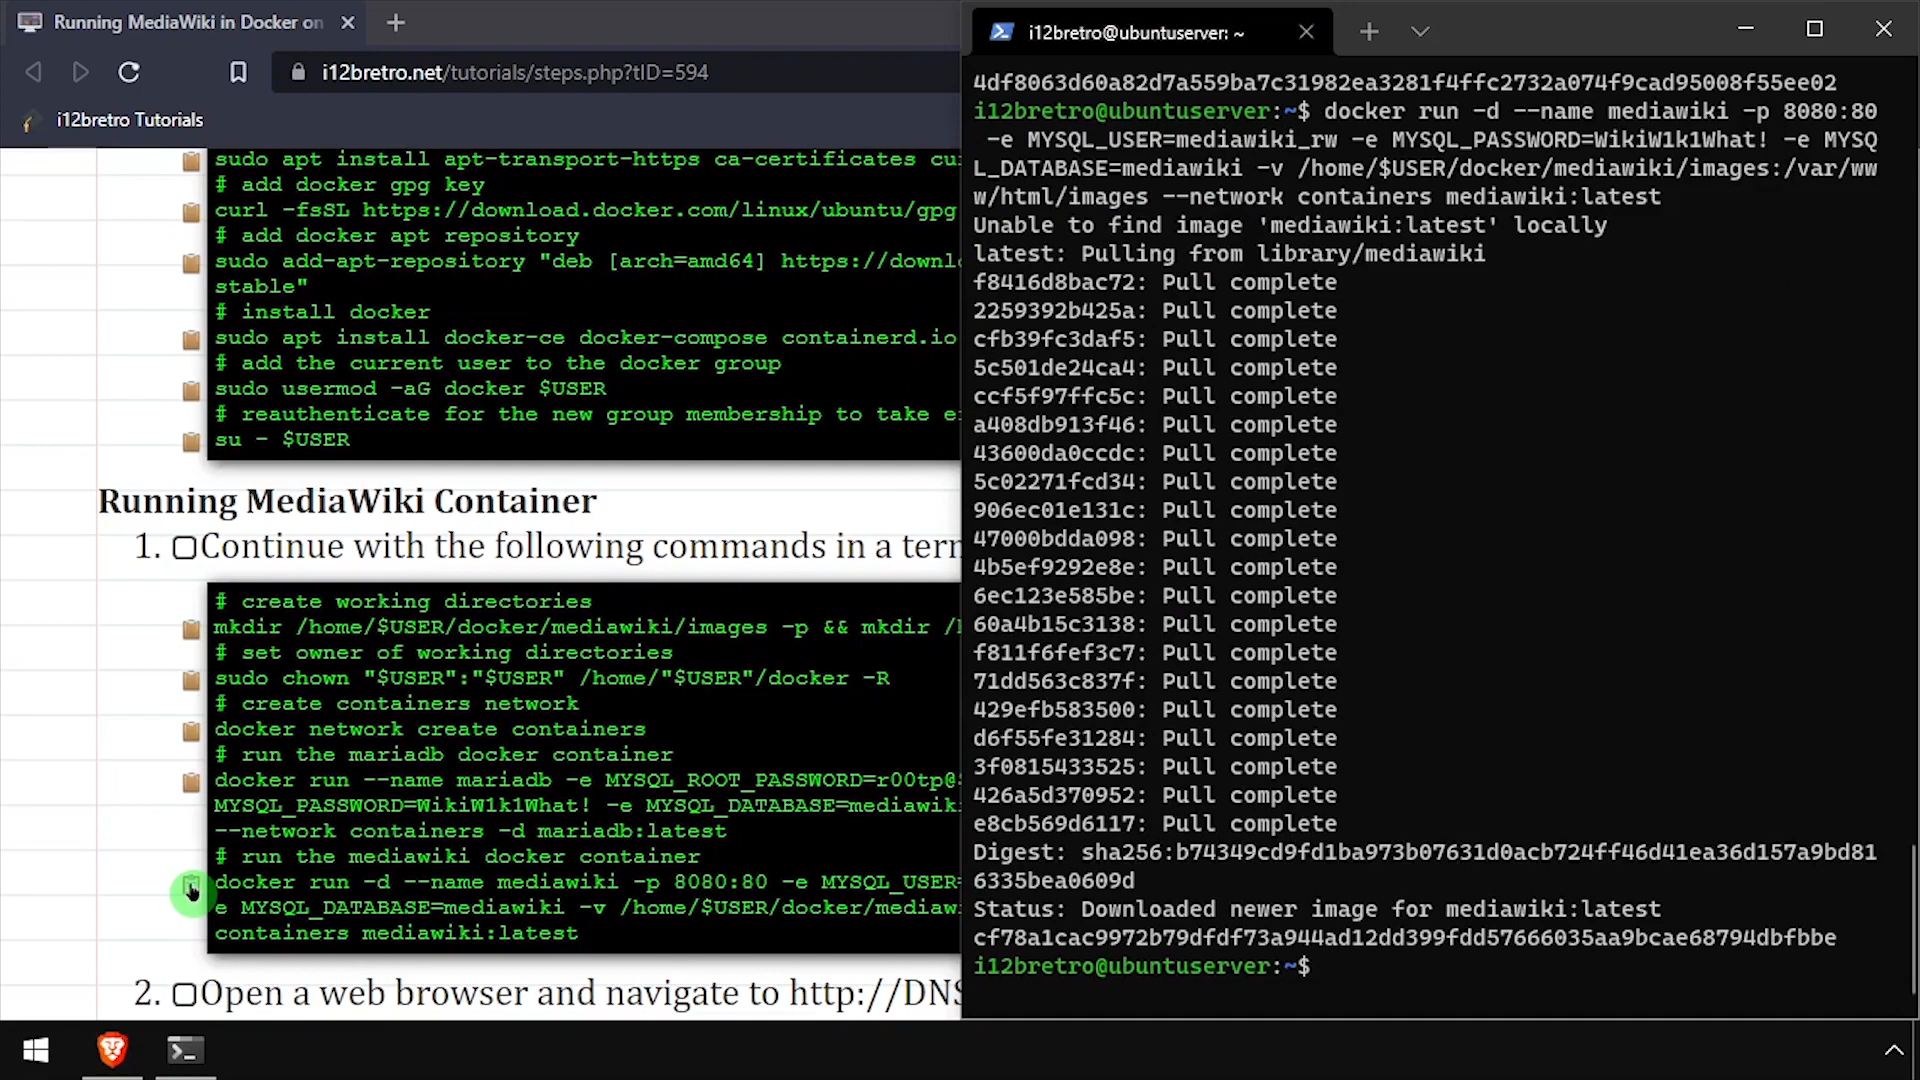 Running MediaWiki in Docker on
i12bretro.net/tutorials/steps.php?tID=594
i12bretro Tutorials
sudo apt install apt-transport-https ca-certificates cu
# add docker gpg key
curl -fsSL https://download.docker.com/linux/ubuntu/gpg
# add docker apt repository
sudo add-apt-repository "deb [arch=amd64] https://downl
stable"
# install docker
sudo apt install docker-ce docker-compose containerd.io
# add the current user to the docker group
sudo usermod -aG docker $USER
# reauthenticate for the new group membership to take e
su - $USER
Running MediaWiki Container
1. Continue with the following commands in a term
# create working directories
mkdir /home/$USER/docker/mediawiki/images -p && mkdir /
# set owner of working directories
sudo chown "$USER":"$USER" /home/"$USER"/docker -R
# create containers network
docker network create containers
# run the mariadb docker container
docker run --name mariadb -e MYSQL_ROOT_PASSWORD=r00tp@
MYSQL_PASSWORD=WikiW1k1What! -e MYSQL_DATABASE=mediawiki
--network containers -d mariadb:latest
# run the mediawiki docker container
docker run -d --name mediawiki -p 8080:80 -e MYSQL_USER=
e MYSQL_DATABASE=mediawiki -v /home/$USER/docker/mediaw
containers mediawiki:latest
2. Open a web browser and navigate to http://DNS
i12bretro@ubuntuserver: ~
4df8063d60a82d7a559ba7c31982ea3281f4ffc2732a074f9cad95008f55ee02
i12bretro@ubuntuserver:~$ docker run -d --name mediawiki -p 8080:80
-e MYSQL_USER=mediawiki_rw -e MYSQL_PASSWORD=WikiW1k1What! -e MYSQ
L_DATABASE=mediawiki -v /home/$USER/docker/mediawiki/images:/var/ww
w/html/images --network containers mediawiki:latest
Unable to find image 'mediawiki:latest' locally
latest: Pulling from library/mediawiki
f8416d8bac72: Pull complete
2259392b425a: Pull complete
cfb39fc3daf5: Pull complete
5c501de24ca4: Pull complete
ccf5f97ffc5c: Pull complete
a408db913f46: Pull complete
43600da0ccdc: Pull complete
5c02271fcd34: Pull complete
906ec01e131c: Pull complete
47000bdda098: Pull complete
4b5ef9292e8e: Pull complete
6ec123e585be: Pull complete
60a4b15c3138: Pull complete
f811f6fef3c7: Pull complete
71dd563c837f: Pull complete
429efb583500: Pull complete
d6f55fe31284: Pull complete
3f0815433525: Pull complete
426a5d370952: Pull complete
e8cb569d6117: Pull complete
Digest: sha256:b74349cd9fd1ba973b07631d0acb724ff46d41ea36d157a9bd81
6335bea0609d
Status: Downloaded newer image for mediawiki:latest
cf78a1cac9972b79dfdf73a944ad12dd399fdd57666035aa9bcae68794dbfbbe
i12bretro@ubuntuserver:~$